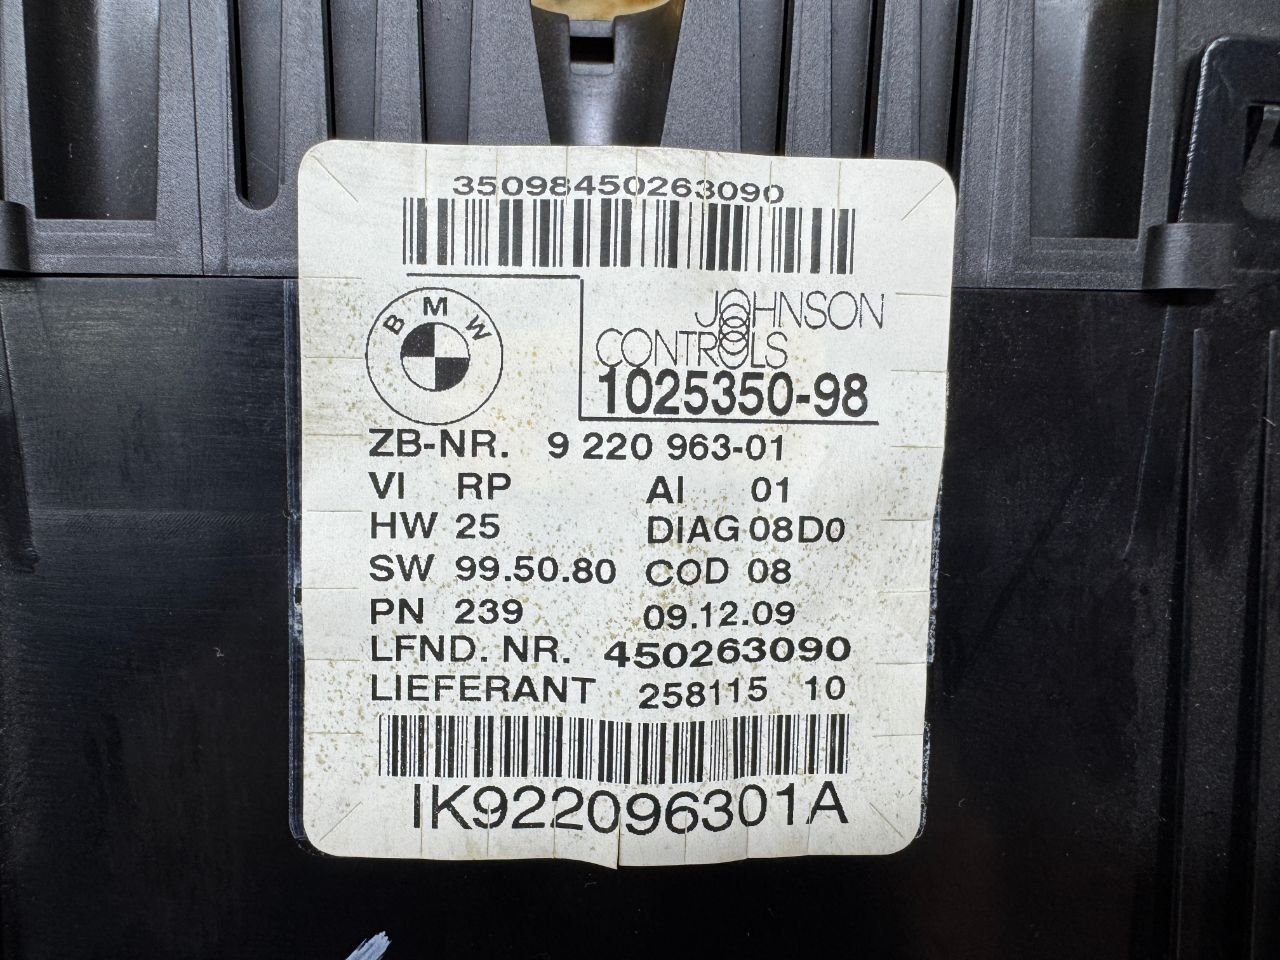 35098450263090
BMW
JOHNSON
CONTROLS
1025350-98
ZB-NR. 9 220 963-01
VI RP AI 01
HW 25 DIAG 08D0
SW 99.50.80 COD 08
PN 239 09.12.09
LFND. NR. 450263090
LIEFERANT 258115 10
IK922096301A